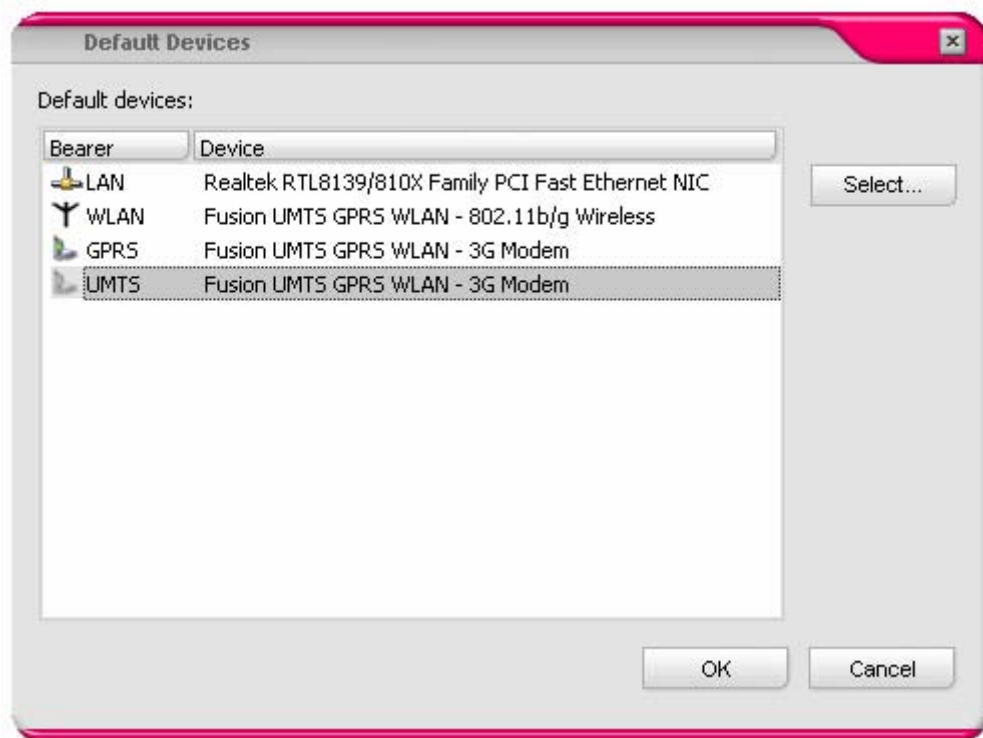 Default Devices
Default devices:
Bearer Device
LAN Realtek RTL8139/810X Family PCI Fast Ethernet NIC
Select...
WLAN Fusion UMTS GPRS WLAN - 802.11b/g Wireless
GPRS Fusion UMTS GPRS WLAN - 3G Modem
UMTS Fusion UMTS GPRS WLAN - 3G Modem
OK Cancel